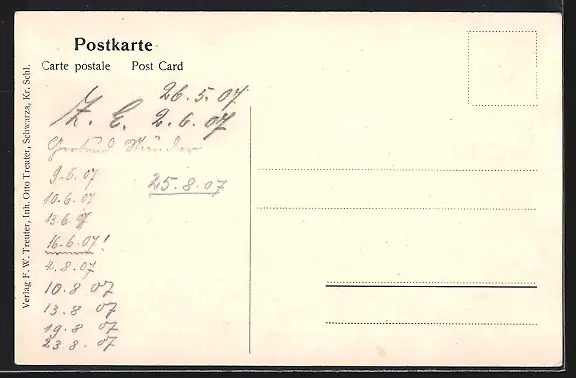 Postkarte
Carte postale Post Card
26.5.07
Z. E. 2.6.07
Gertrud
9.6.07
25.8.07
10.6.07
13.6.07
16.6.07!
4.8.07
10.8 07
13.8 07
19.8 07
23.8.07
Verlag F. W. Treuter, Inh. Otto Treuter, Schwarza, Kr. Schl.